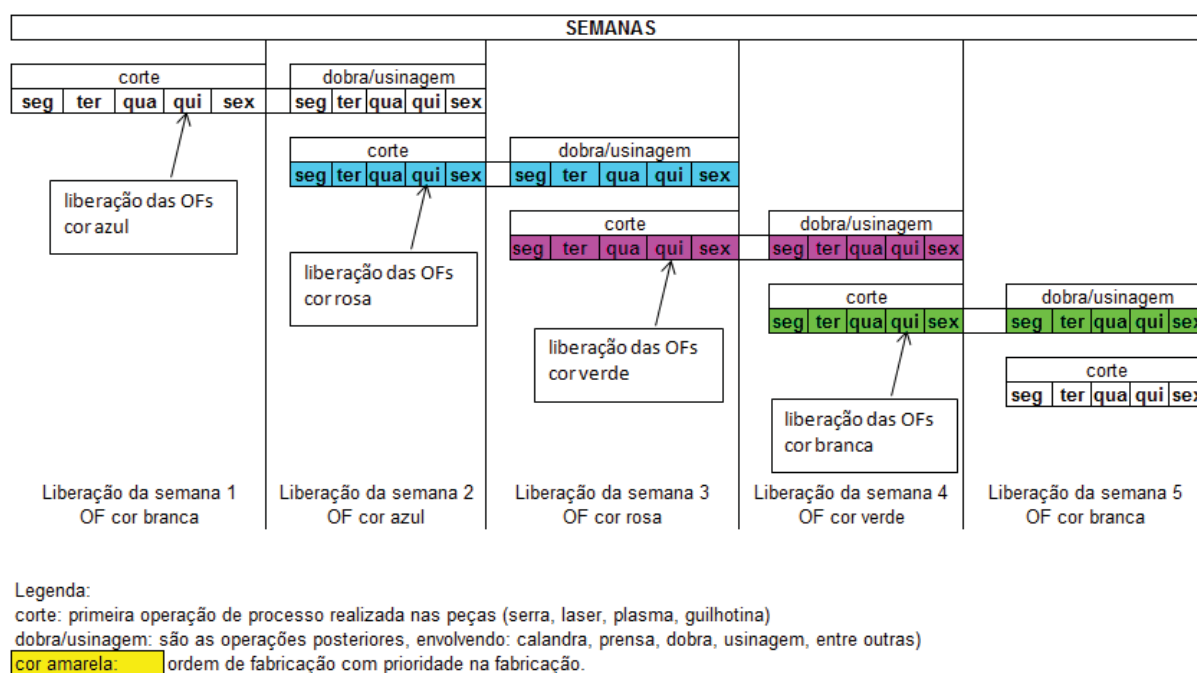 SEMANAS
corte
dobra/usinagem
seg ter qua qui sex
seg ter qua qui sex
corte
dobra/usinagem
seg ter qua qui sex
seg ter qua qui sex
liberação das OFs
cor azul
corte
dobra/usinagem
seg ter qua qui sex
seg ter qua qui sex
liberação das OFs
cor rosa
corte
dobra/usinagem
seg ter qua qui sex
seg ter qua qui sex
liberação das OFs
cor verde
corte
seg ter qua qui sex
liberação das OFs
cor branca
Liberação da semana 1
OF cor branca
Liberação da semana 2
OF cor azul
Liberação da semana 3
OF cor rosa
Liberação da semana 4
OF cor verde
Liberação da semana 5
OF cor branca
Legenda:
corte: primeira operação de processo realizada nas peças (serra, laser, plasma, guilhotina)
dobra/usinagem: são as operações posteriores, envolvendo: calandra, prensa, dobra, usinagem, entre outras)
cor amarela: ordem de fabricação com prioridade na fabricação.